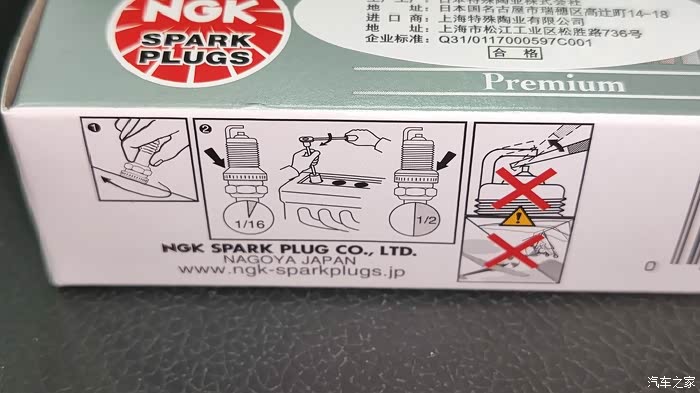 NGK
SPARK
PLUGS
地 址：日本国名古屋市瑞穗区高辻町14-18
进 口 商：上海特殊陶业有限公司
地 址：上海市松江工业区松胜路736号
企业标准：Q31/0117000597C001
合 格
Premium
1
2
1/16
1/2
NGK SPARK PLUG CO., LTD.
NAGOYA JAPAN
www.ngk-sparkplugs.jp
0
汽车之家